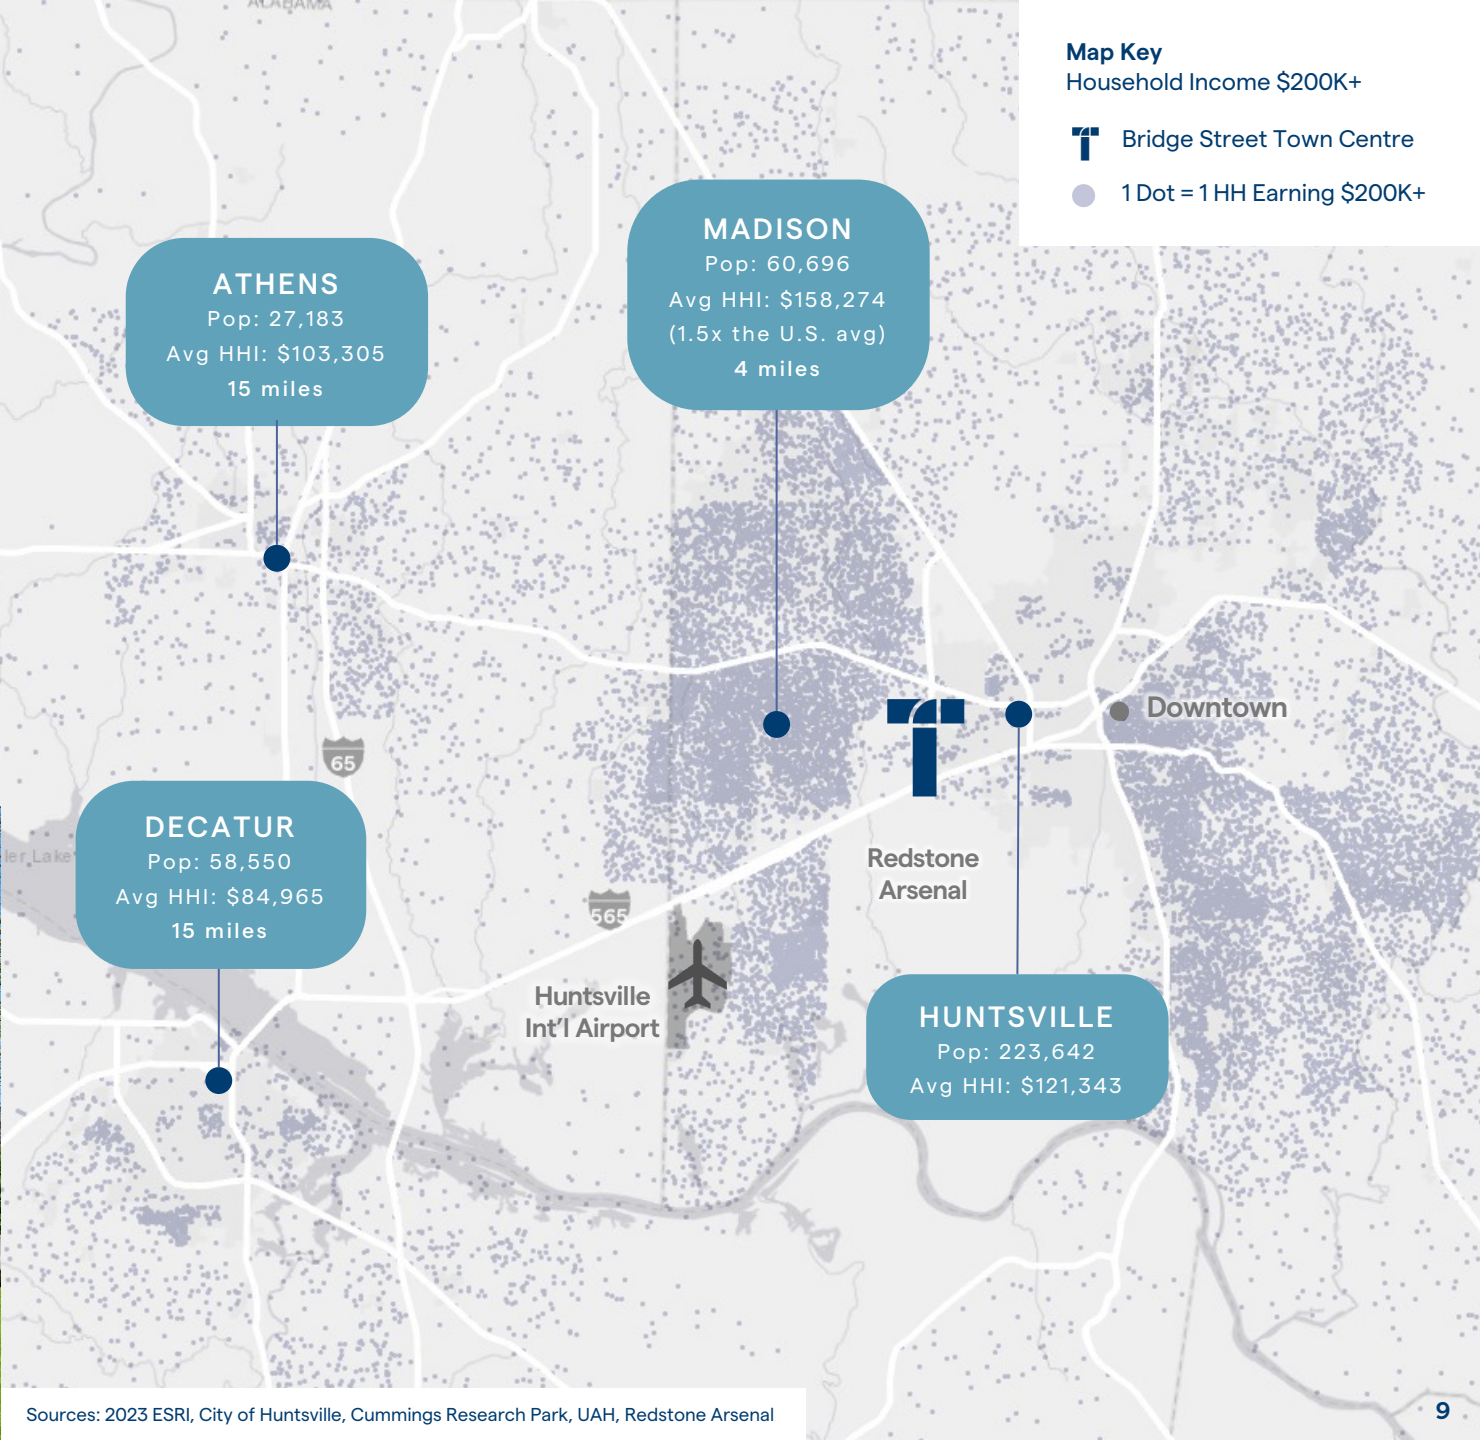 ALABAMA
Map Key
Household Income $200K+
Bridge Street Town Centre
1 Dot = 1 HH Earning $200K+
MADISON
Pop: 60,696
Avg HHI: $158,274
(1.5x the U.S. avg)
4 miles
ATHENS
Pop: 27,183
Avg HHI: $103,305
15 miles
Downtown
65
DECATUR
Pop: 58,550
Avg HHI: $84,965
15 miles
ler Lake
Redstone
Arsenal
565
Huntsville
Int'l Airport
HUNTSVILLE
Pop: 223,642
Avg HHI: $121,343
Sources: 2023 ESRI, City of Huntsville, Cummings Research Park, UAH, Redstone Arsenal
9